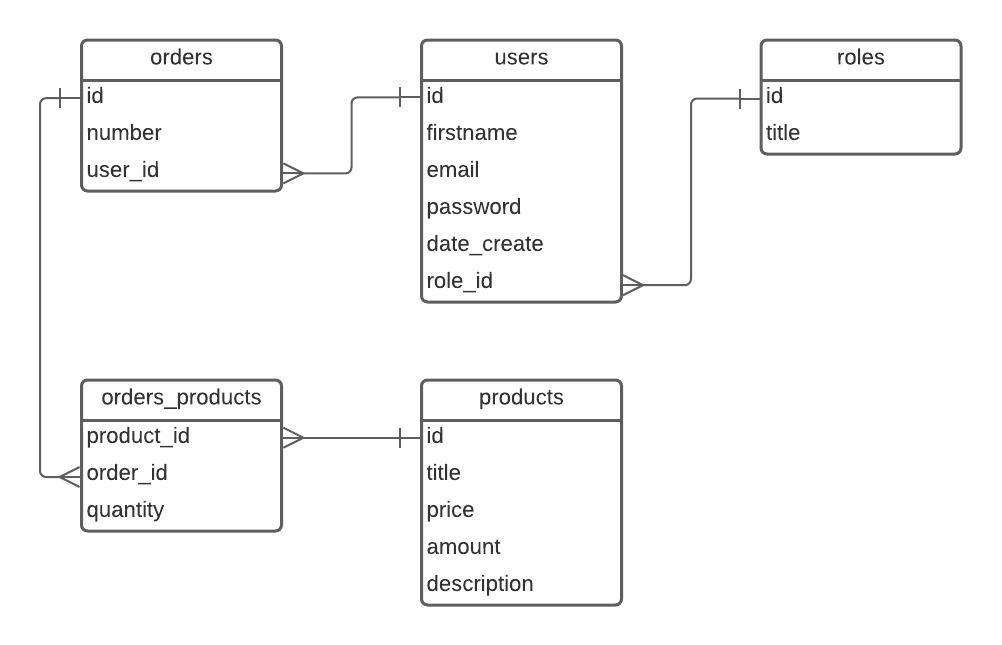 orders
id
number
user_id
users
id
firstname
email
password
date_create
role_id
roles
id
title
orders_products
product_id
order_id
quantity
products
id
title
price
amount
description